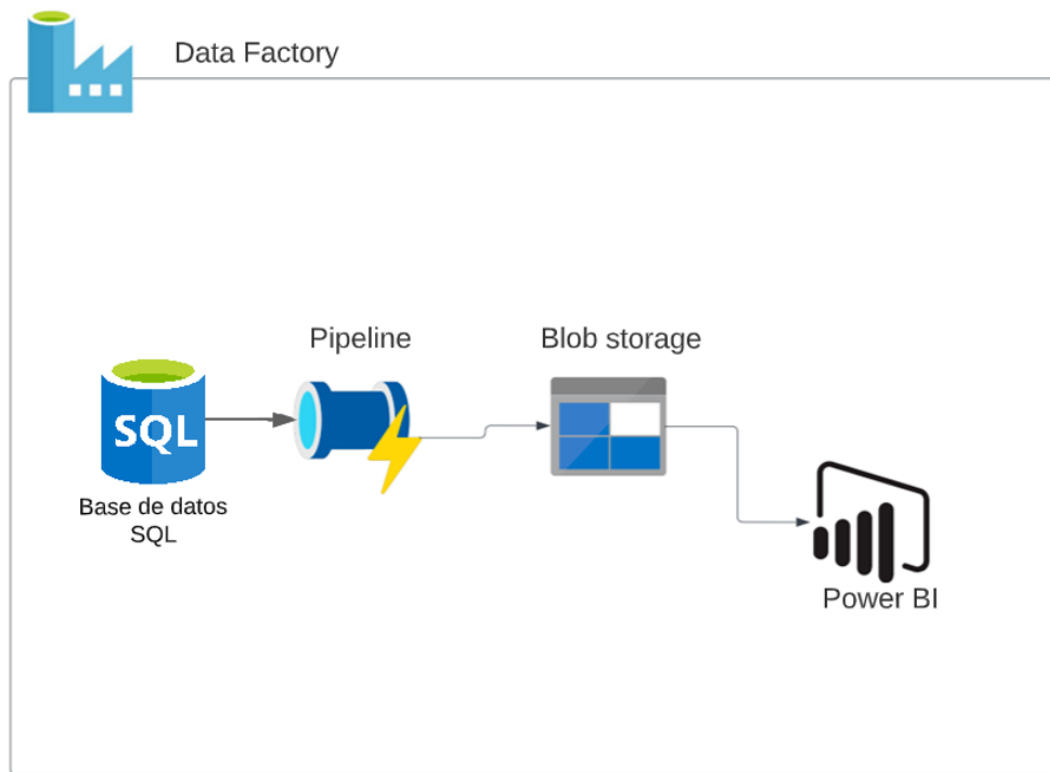 Data Factory
Pipeline
Blob storage
SQL
Base de datos
SQL
Power BI